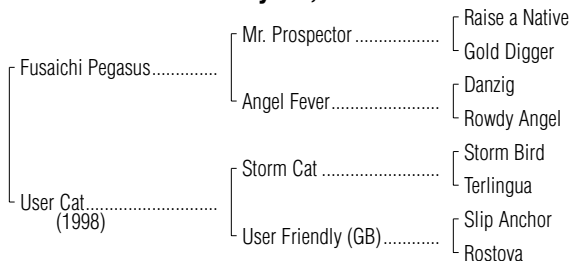 Raise a Native
Mr. Prospector ..................
Gold Digger
Fusaichi Pegasus..............
Danzig
Angel Fever.......................
Rowdy Angel
Storm Bird
Storm Cat .........................
Terlingua
User Cat............................
(1998)
Slip Anchor
User Friendly (GB)............
Rostova